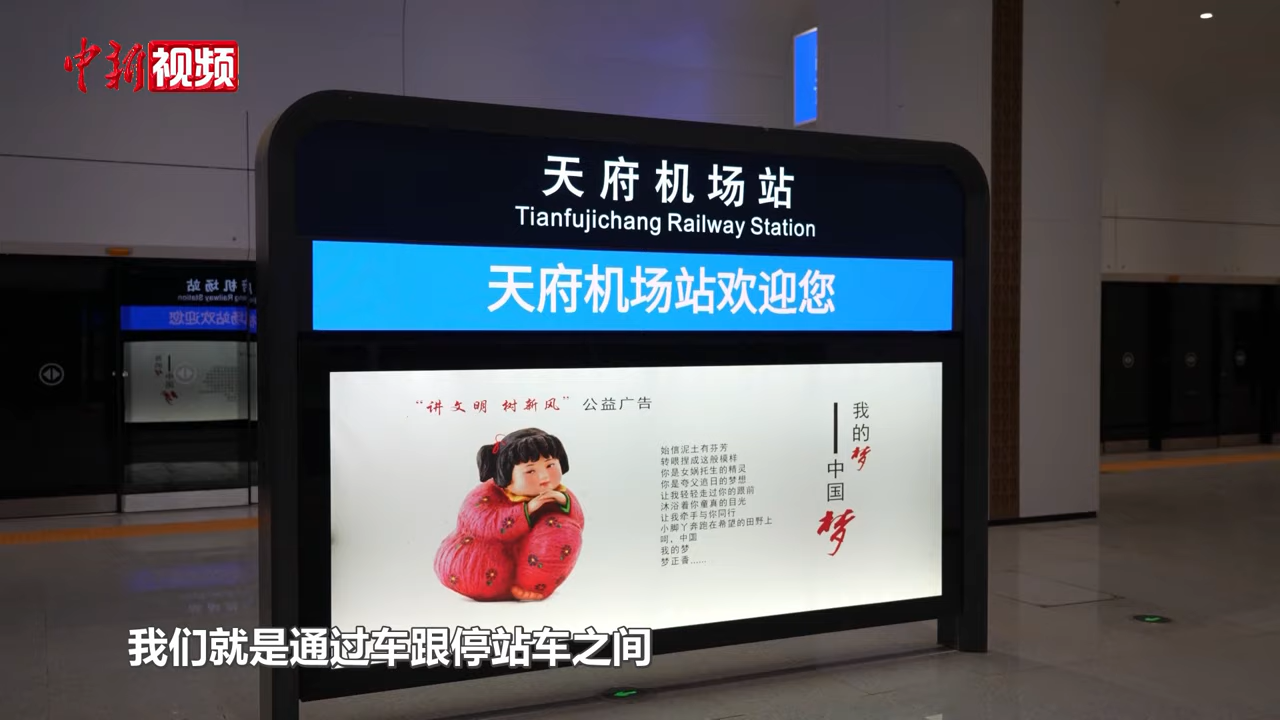 中新视频
天府机场站
Tianfujichang Railway Station
天府机场站欢迎您
“讲文明 树新风”公益广告
始信泥土有芬芳
转眼捏成这般模样
你是女娲托生的精灵
你是夸父追日的梦想
让我轻轻走过你的跟前
沐浴着你童真的目光
让我牵手与你同行
小脚丫奔跑在希望的田野上
呵，中国
我的梦
梦正香……
我的梦
中国梦
我们就是通过车跟停站车之间